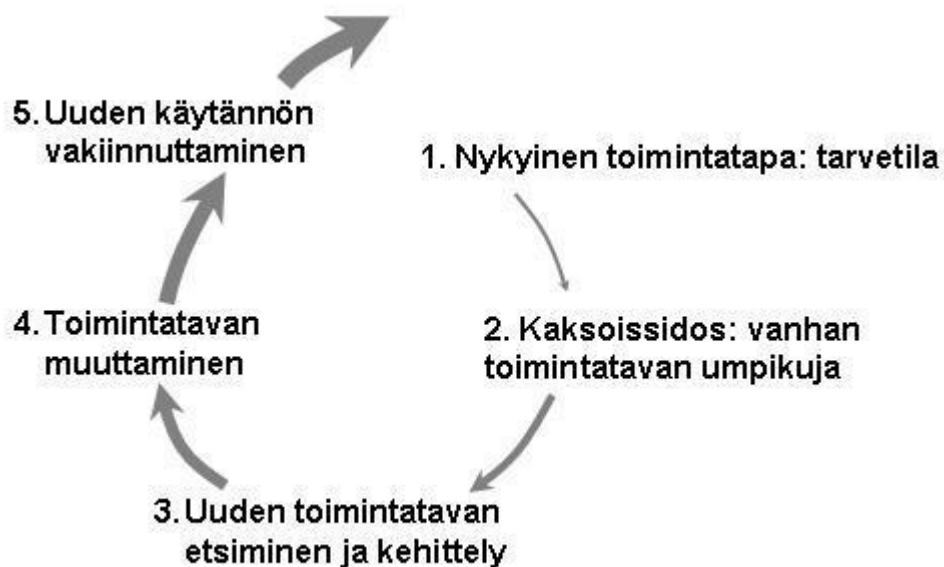 1. Nykyinen toimintatapa: tarvetila
2. Kaksoissidos: vanhan
toimintatavan umpikuja
3. Uuden toimintatavan
etsiminen ja kehittely
4. Toimintatavan
muuttaminen
5. Uuden käytännön
vakiinnuttaminen